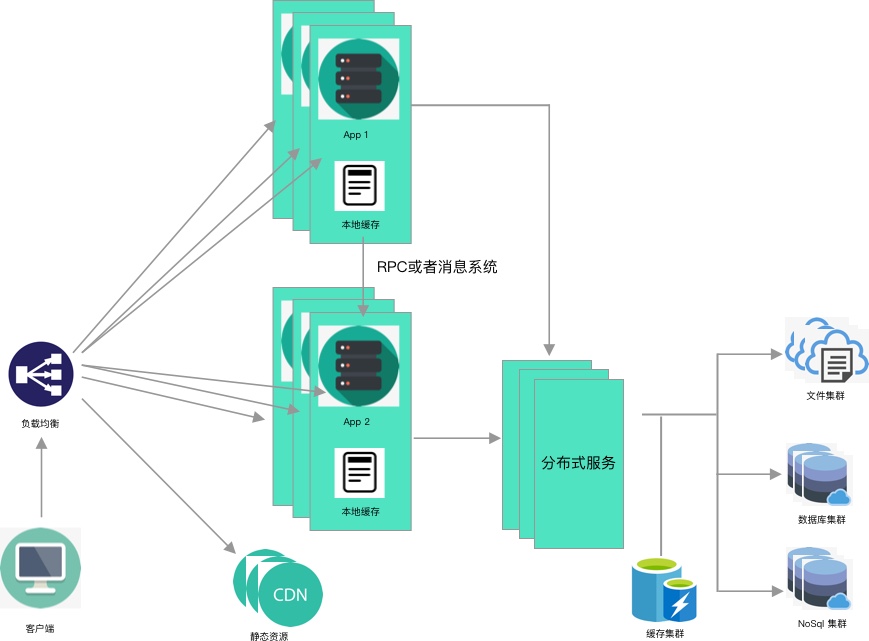 App 1
本地缓存
RPC或者消息系统
App 2
本地缓存
负载均衡
分布式服务
文件集群
数据库集群
NoSql 集群
缓存集群
CDN
静态资源
客户端